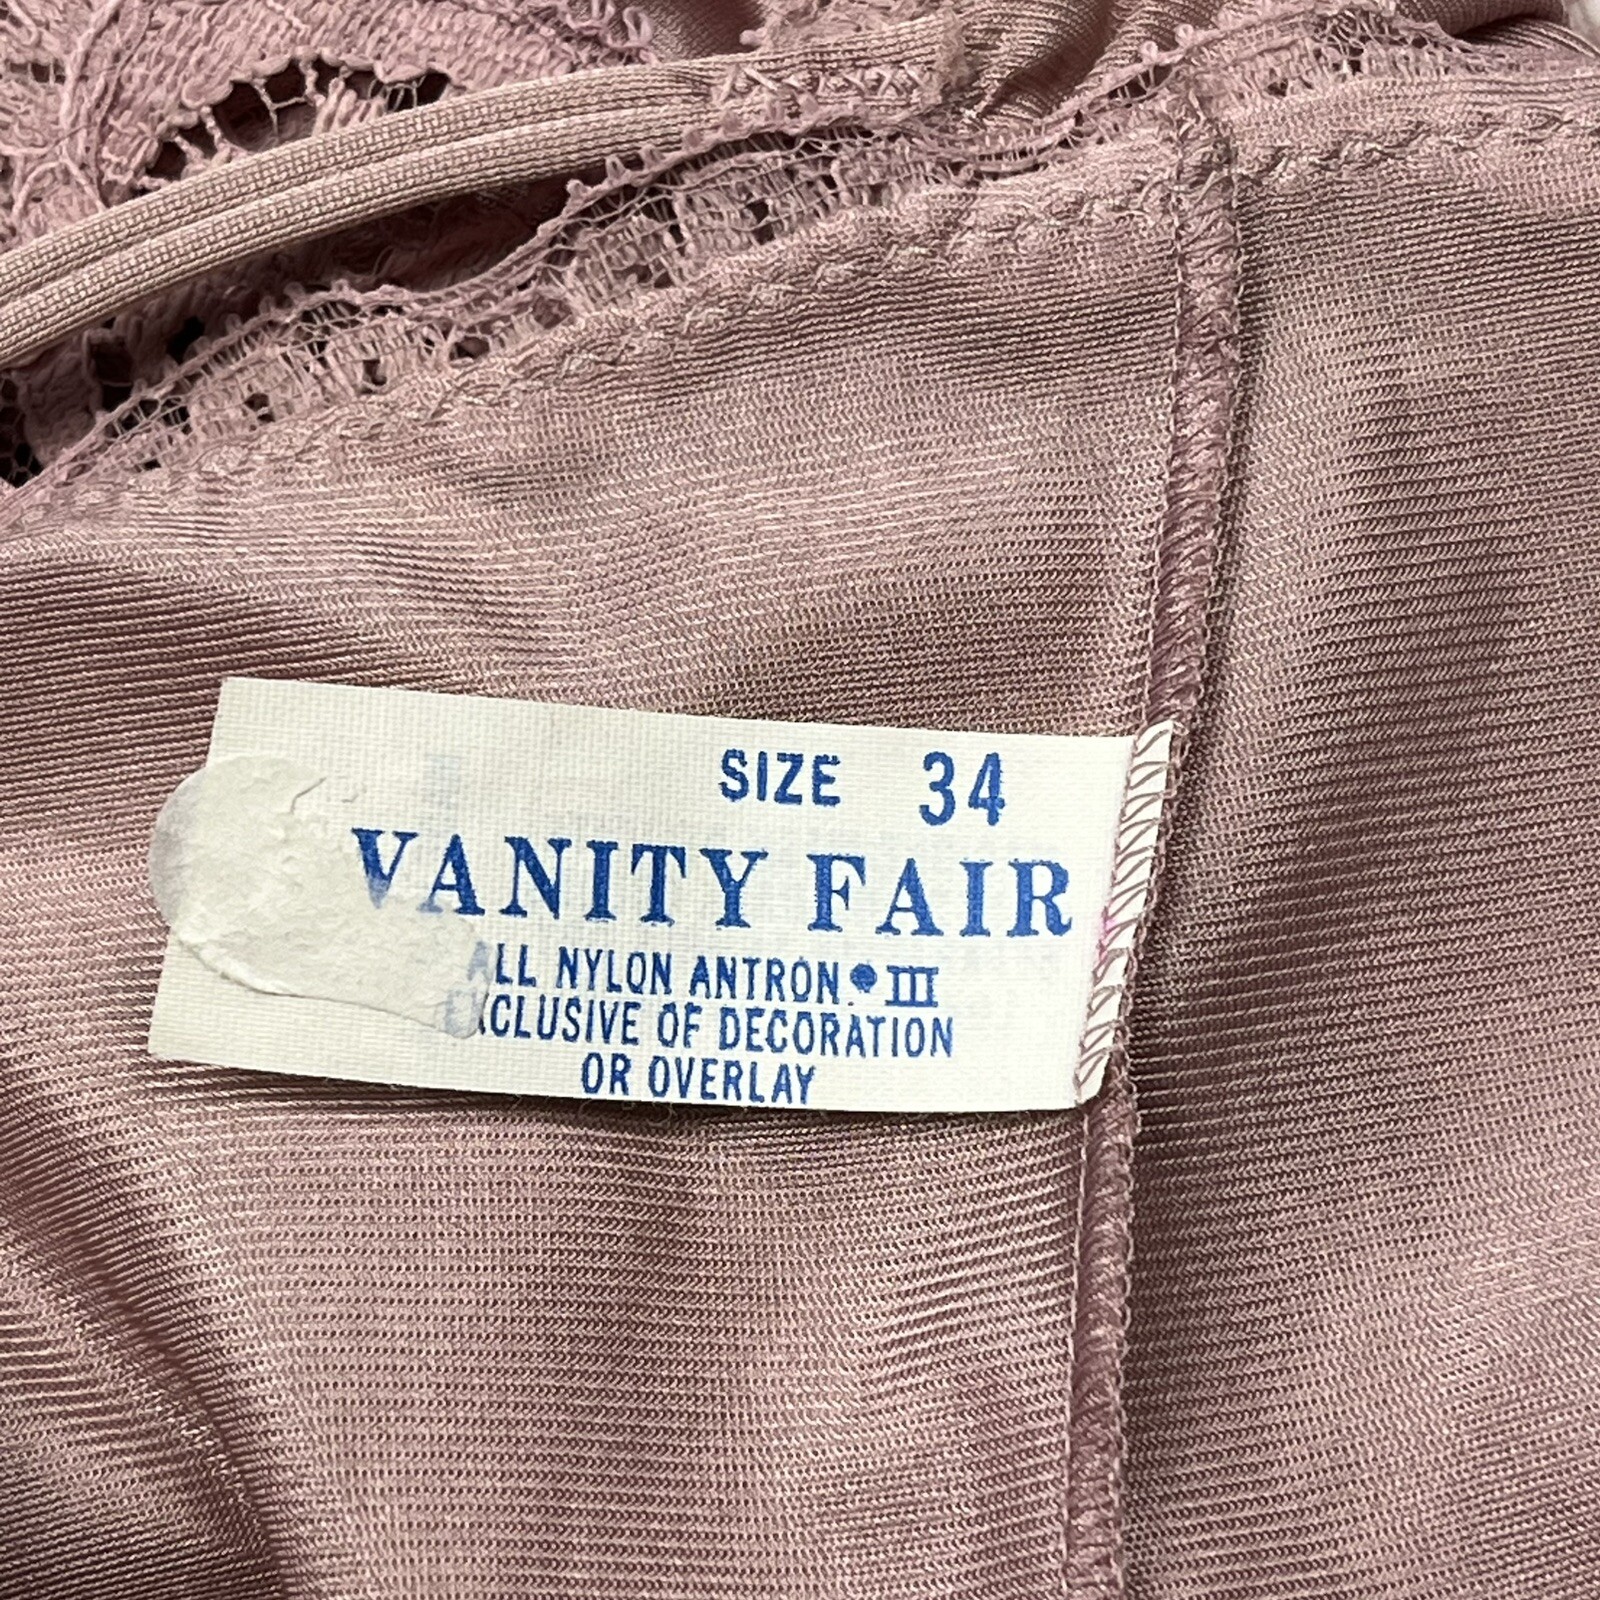 SIZE 34
VANITY FAIR
ALL NYLON ANTRON • III
EXCLUSIVE OF DECORATION
OR OVERLAY